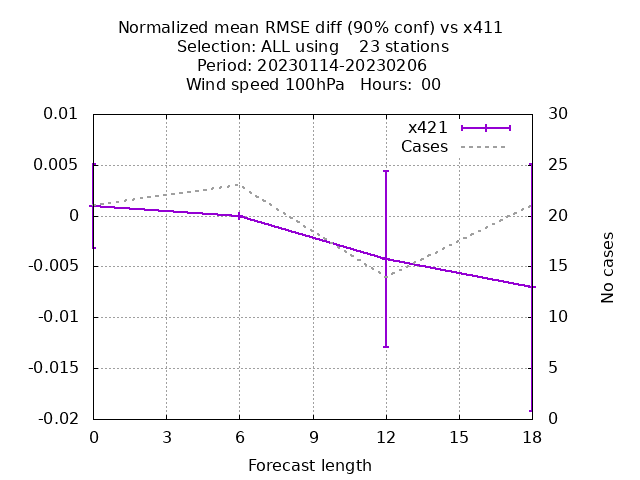 Normalized mean RMSE diff (90% conf) vs x411
Selection: ALL using    23 stations
Period: 20230114-20230206
Wind speed 100hPa   Hours:  00
0.01
0.005
0
-0.005
-0.01
-0.015
-0.02
x421
Cases
30
25
20
15
10
5
0
No cases
0 3 6 9 12 15 18
Forecast length